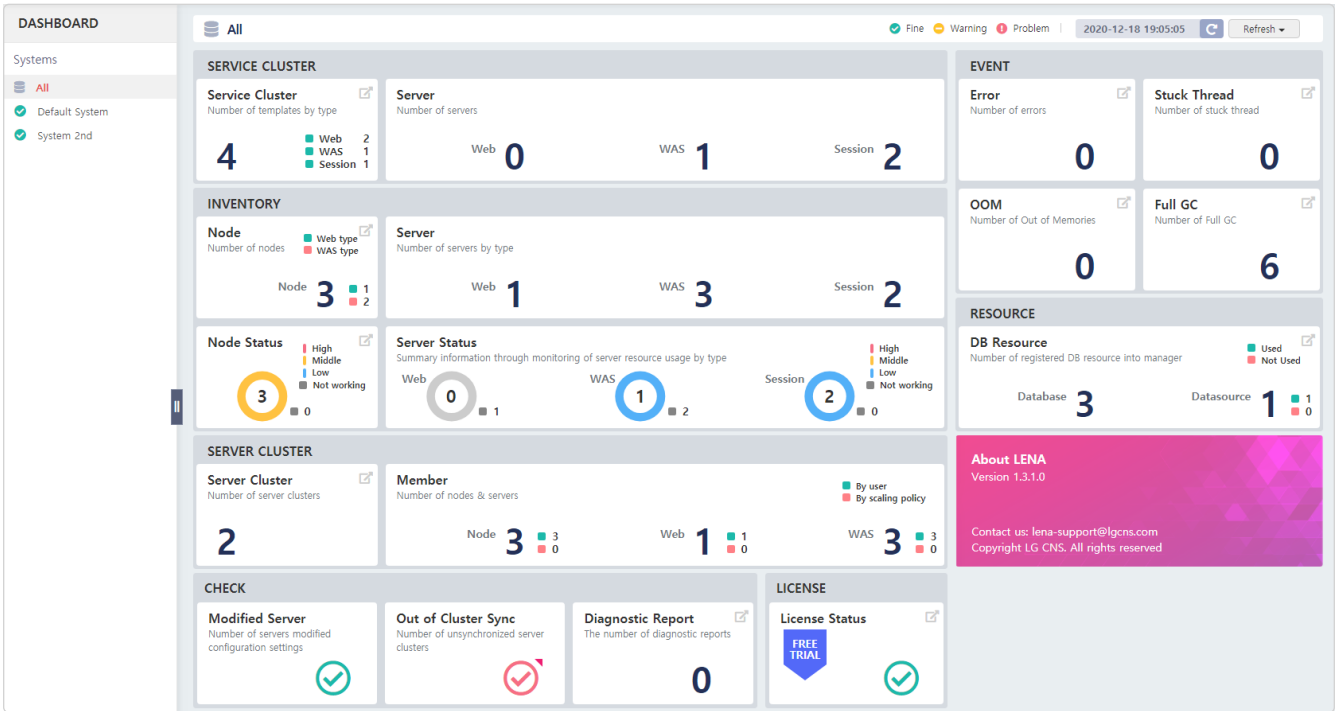 DASHBOARD
Systems
All
Default System
System 2nd
All
Fine Warning Problem 2020-12-18 19:05:05 Refresh
SERVICE CLUSTER
Service Cluster
Number of templates by type
4
Web 2
WAS 1
Session 1
Server
Number of servers
Web 0 WAS 1 Session 2
INVENTORY
Node
Number of nodes
Web type
WAS type
Node 3
1
2
Server
Number of servers by type
Web 1 WAS 3 Session 2
Node Status
High
Middle
Low
Not working
3
0
Server Status
Summary information through monitoring of server resource usage by type
High
Middle
Low
Not working
Web 0 1
WAS 1 2
Session 2 0
SERVER CLUSTER
Server Cluster
Number of server clusters
2
Member
Number of nodes & servers
By user
By scaling policy
Node 3
3
0
Web 1
1
0
WAS 3
3
0
CHECK
Modified Server
Number of servers modified
configuration settings
Out of Cluster Sync
Number of unsynchronized server
clusters
Diagnostic Report
The number of diagnostic reports
0
LICENSE
License Status
FREE
TRIAL
EVENT
Error
Number of errors
0
Stuck Thread
Number of stuck thread
0
OOM
Number of Out of Memories
0
Full GC
Number of Full GC
6
RESOURCE
DB Resource
Number of registered DB resource into manager
Used
Not Used
Database 3
Datasource 1
1
0
About LENA
Version 1.3.1.0
Contact us: lena-support@lgcns.com
Copyright LG CNS. All rights reserved